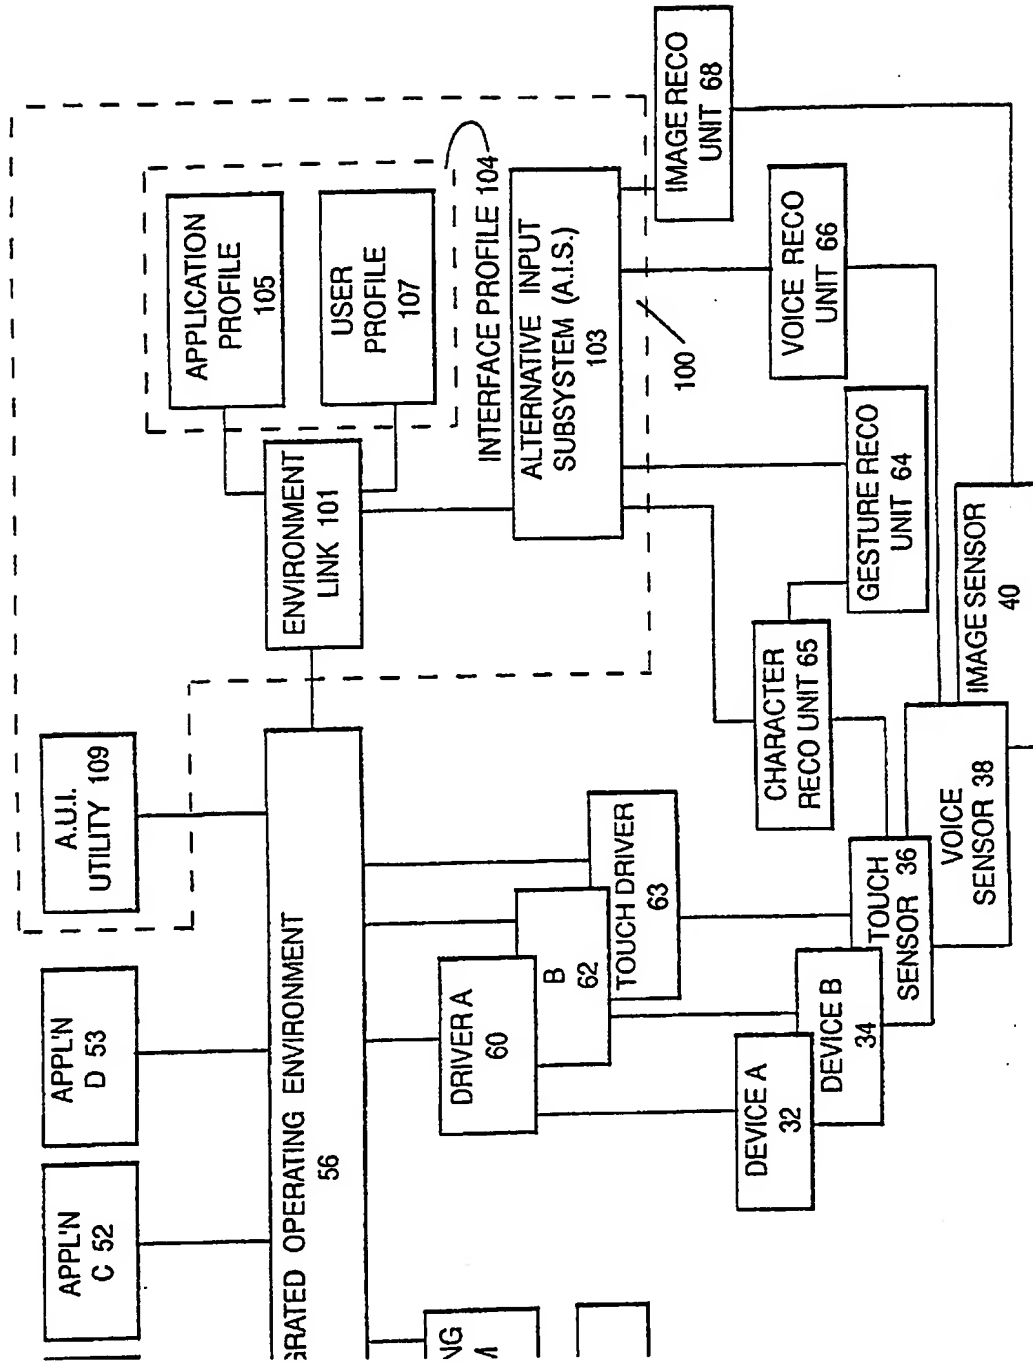 APPL'N
C 52
APPL'N
D 53
A.U.I.
UTILITY 109
GRATED OPERATING ENVIRONMENT
56
ENVIRONMENT
LINK 101
APPLICATION
PROFILE
105
USER
PROFILE
107
INTERFACE PROFILE 104
NG
M
DRIVER A
60
B
62
TOUCH DRIVER
63
ALTERNATIVE INPUT
SUBSYSTEM (A.I.S.)
103
100
IMAGE RECO
UNIT 68
CHARACTER
RECO UNIT 65
VOICE RECO
UNIT 66
GESTURE RECO
UNIT 64
DEVICE A
32
DEVICE B
34
TOUCH
SENSOR 36
VOICE
SENSOR 38
IMAGE SENSOR
40